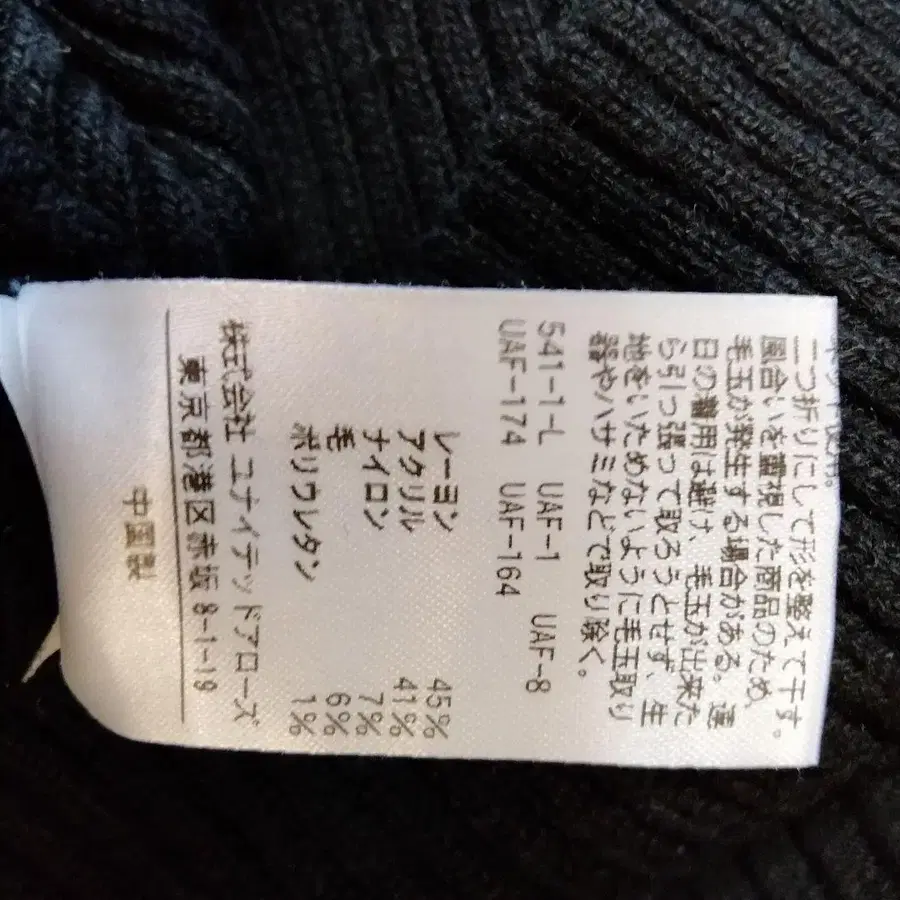 二つ折りにして形を整えて干す。
風合いを重視した商品のため、
毛玉が発生する場合がある。連
日の着用は避け、毛玉が出来た
ら引っ張って取ろうとせず、生
地をいためないように毛玉取り
器やハサミなどで取り除く。
541-1-L UAF-1 UAF-8
UAF-174 UAF-164
レーヨン 45%
アクリル 41%
ナイロン 7%
毛 6%
ポリウレタン 1%
株式会社 ユナイテッドアローズ
東京都港区赤坂 8-1-19
中国製